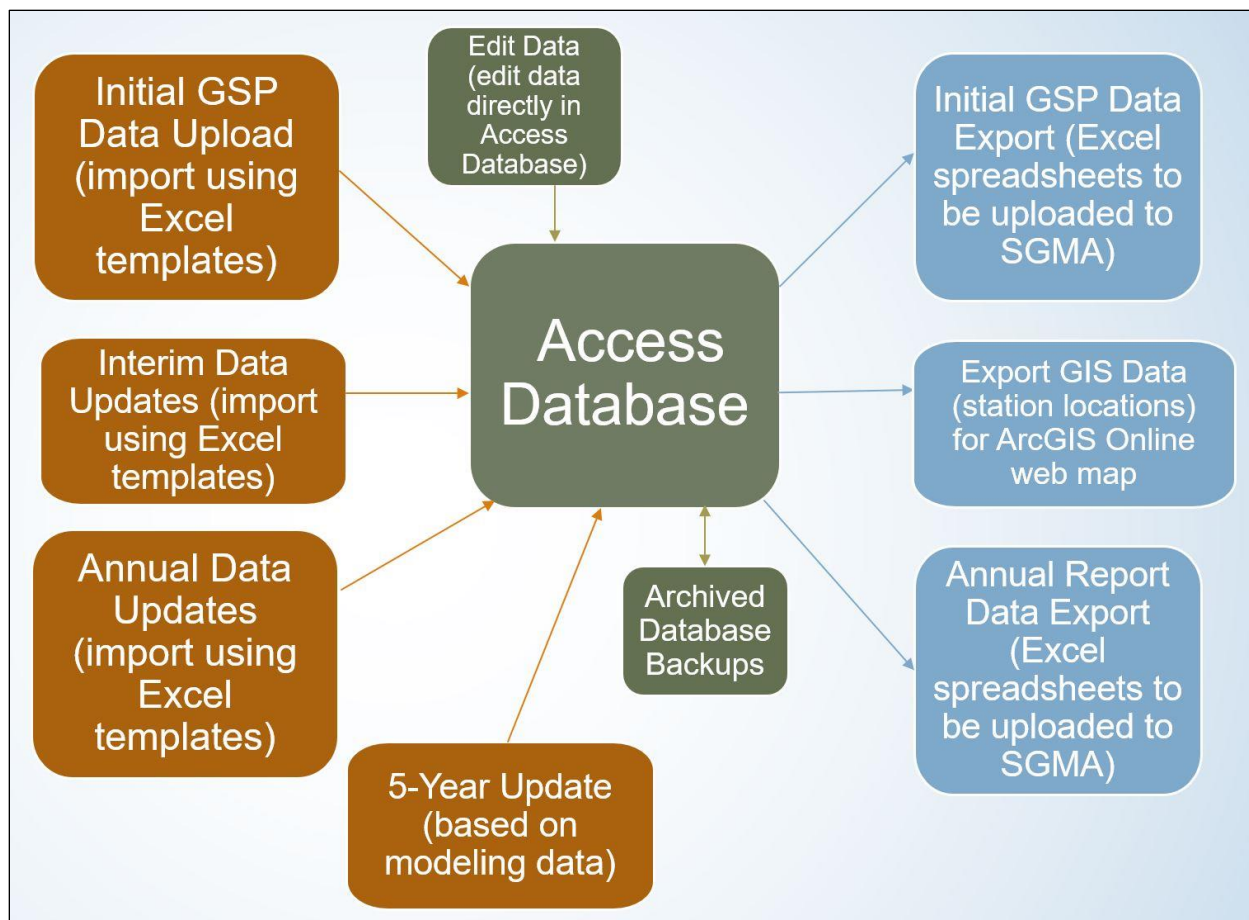 Initial GSP
Data Upload
(import using
Excel
templates)
Edit Data
(edit data
directly in
Access
Database)
Initial GSP Data
Export (Excel
spreadsheets to
be uploaded to
SGMA)
Interim Data
Updates (import
using Excel
templates)
Access
Database
Export GIS Data
(station locations)
for ArcGIS Online
web map
Annual Data
Updates
(import using
Excel
templates)
Archived
Database
Backups
Annual Report
Data Export
(Excel
spreadsheets to
be uploaded to
SGMA)
5-Year Update
(based on
modeling data)